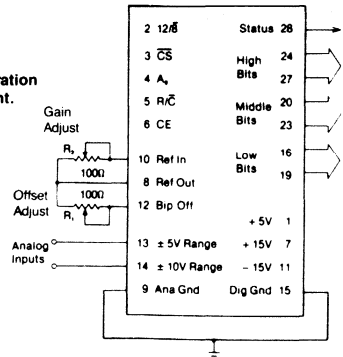 ration
nt.
Gain
Adjust
R₂
100Ω
100Ω
Offset
Adjust
R₁
Analog
Inputs
2 12/8̅
3 C̅S̅
4 A₀
5 R/C̅
6 CE
10 Ref In
8 Ref Out
12 Bip Off
13 ± 5V Range
14 ± 10V Range
9 Ana Gnd
Status 28
High
Bits
24
27
Middle
Bits
20
23
Low
Bits
16
19
+ 5V 1
+ 15V 7
− 15V 11
Dig Gnd 15